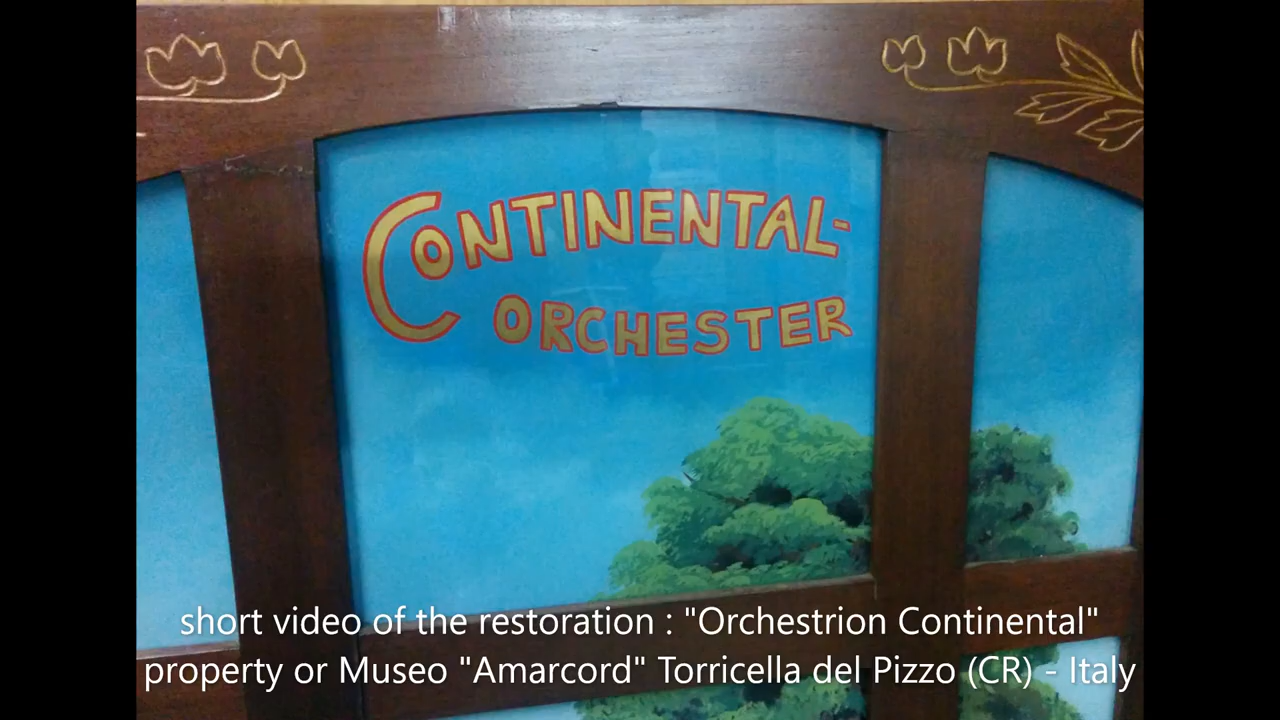 CONTINENTAL-
ORCHESTER
short video of the restoration : "Orchestrion Continental"
property or Museo "Amarcord" Torricella del Pizzo (CR) - Italy